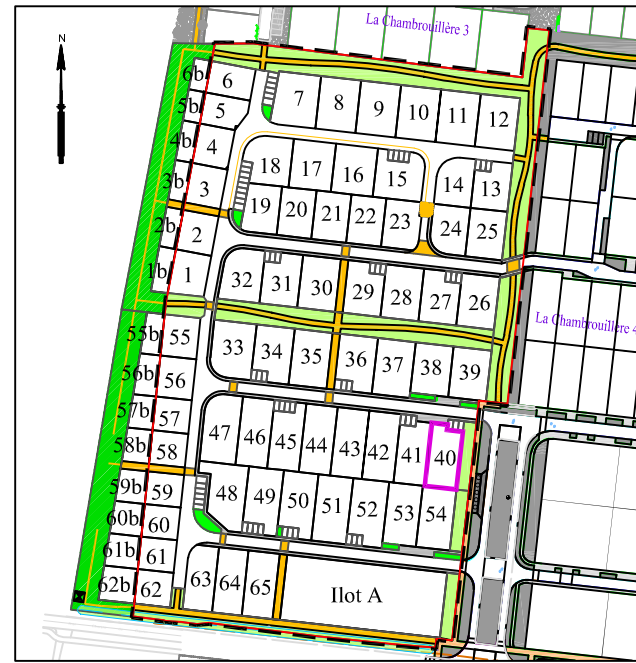 La Chambrouillère 3
N
6b 6 7 8 9 10 11 12
5b 5
4b 4 18 17 16 15 14 13
3b 3
19 20 21 22 23 24 25
2b 2
1b 1 32 31 30 29 28 27 26
La Chambrouillère 4
55b 55 33 34 35 36 37 38 39
56b 56
57b 57 47 46 45 44 43 42 41 40
58b 58
59b 59 48 49 50 51 52 53 54
60b 60
61b 61
62b 62 63 64 65 Ilot A